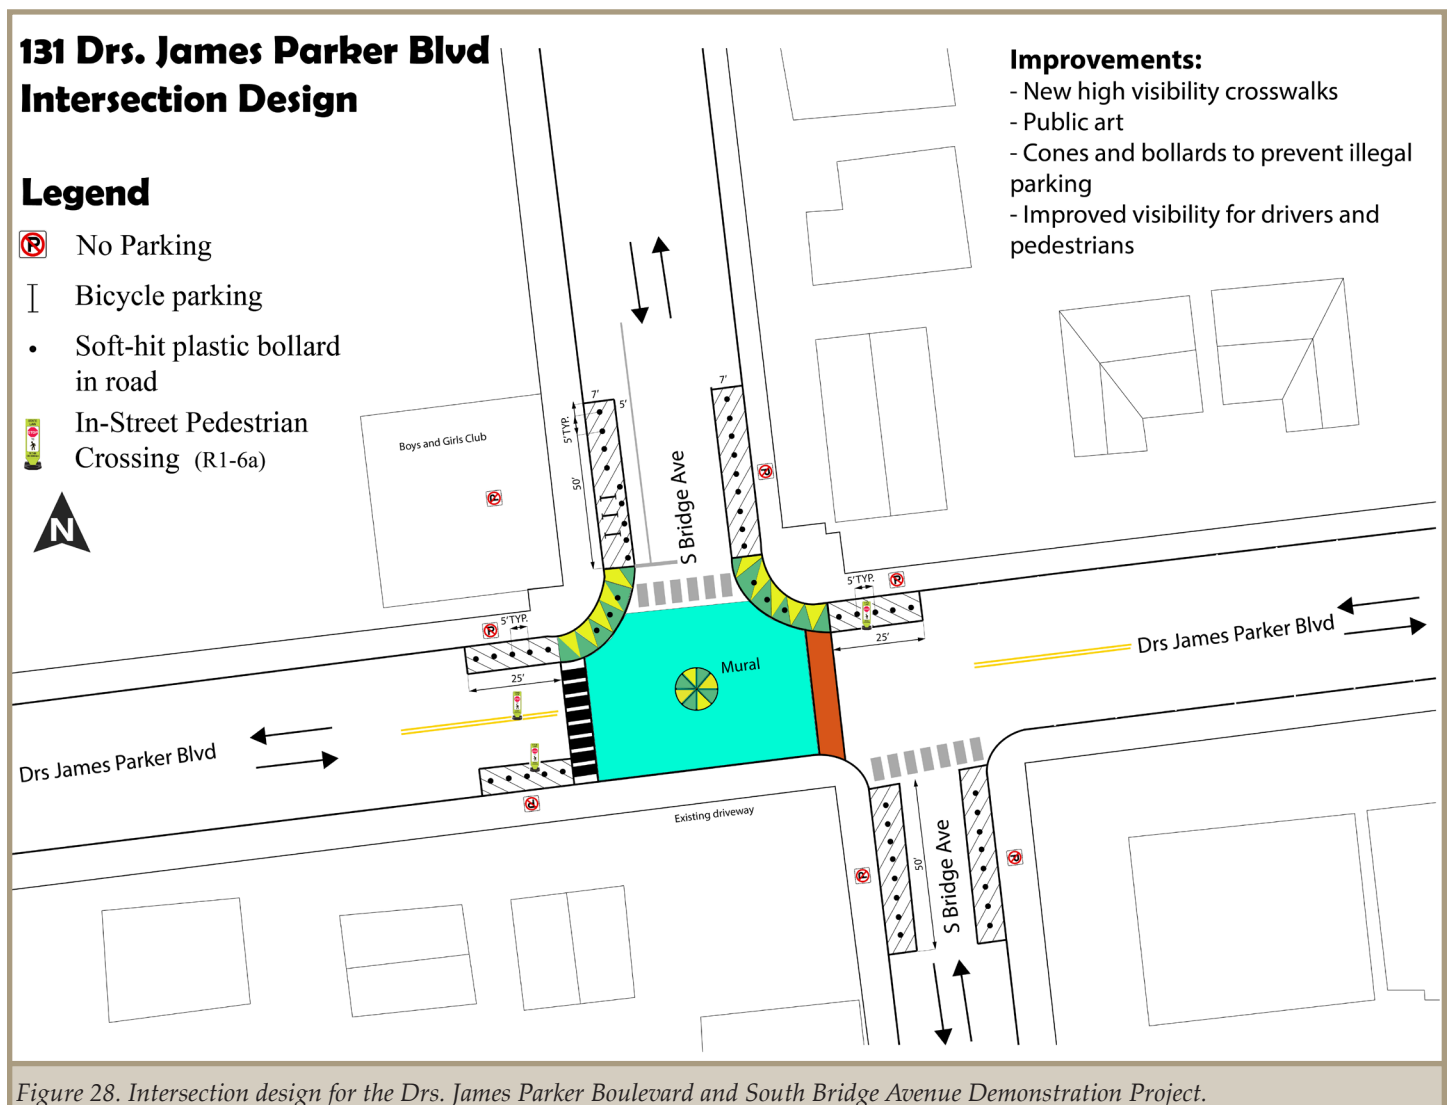 131 Drs. James Parker Blvd
Intersection Design
Legend
No Parking
Bicycle parking
Soft-hit plastic bollard
in road
In-Street Pedestrian
Crossing (R1-6a)
N
Improvements:
- New high visibility crosswalks
- Public art
- Cones and bollards to prevent illegal
parking
- Improved visibility for drivers and
pedestrians
7'
5'
5'TYP.
50'
7'
Boys and Girls Club
S Bridge Ave
5'TYP.
25'
5'TYP.
25'
Mural
Drs James Parker Blvd
Drs James Parker Blvd
Existing driveway
50'
S Bridge Ave
Figure 28. Intersection design for the Drs. James Parker Boulevard and South Bridge Avenue Demonstration Project.